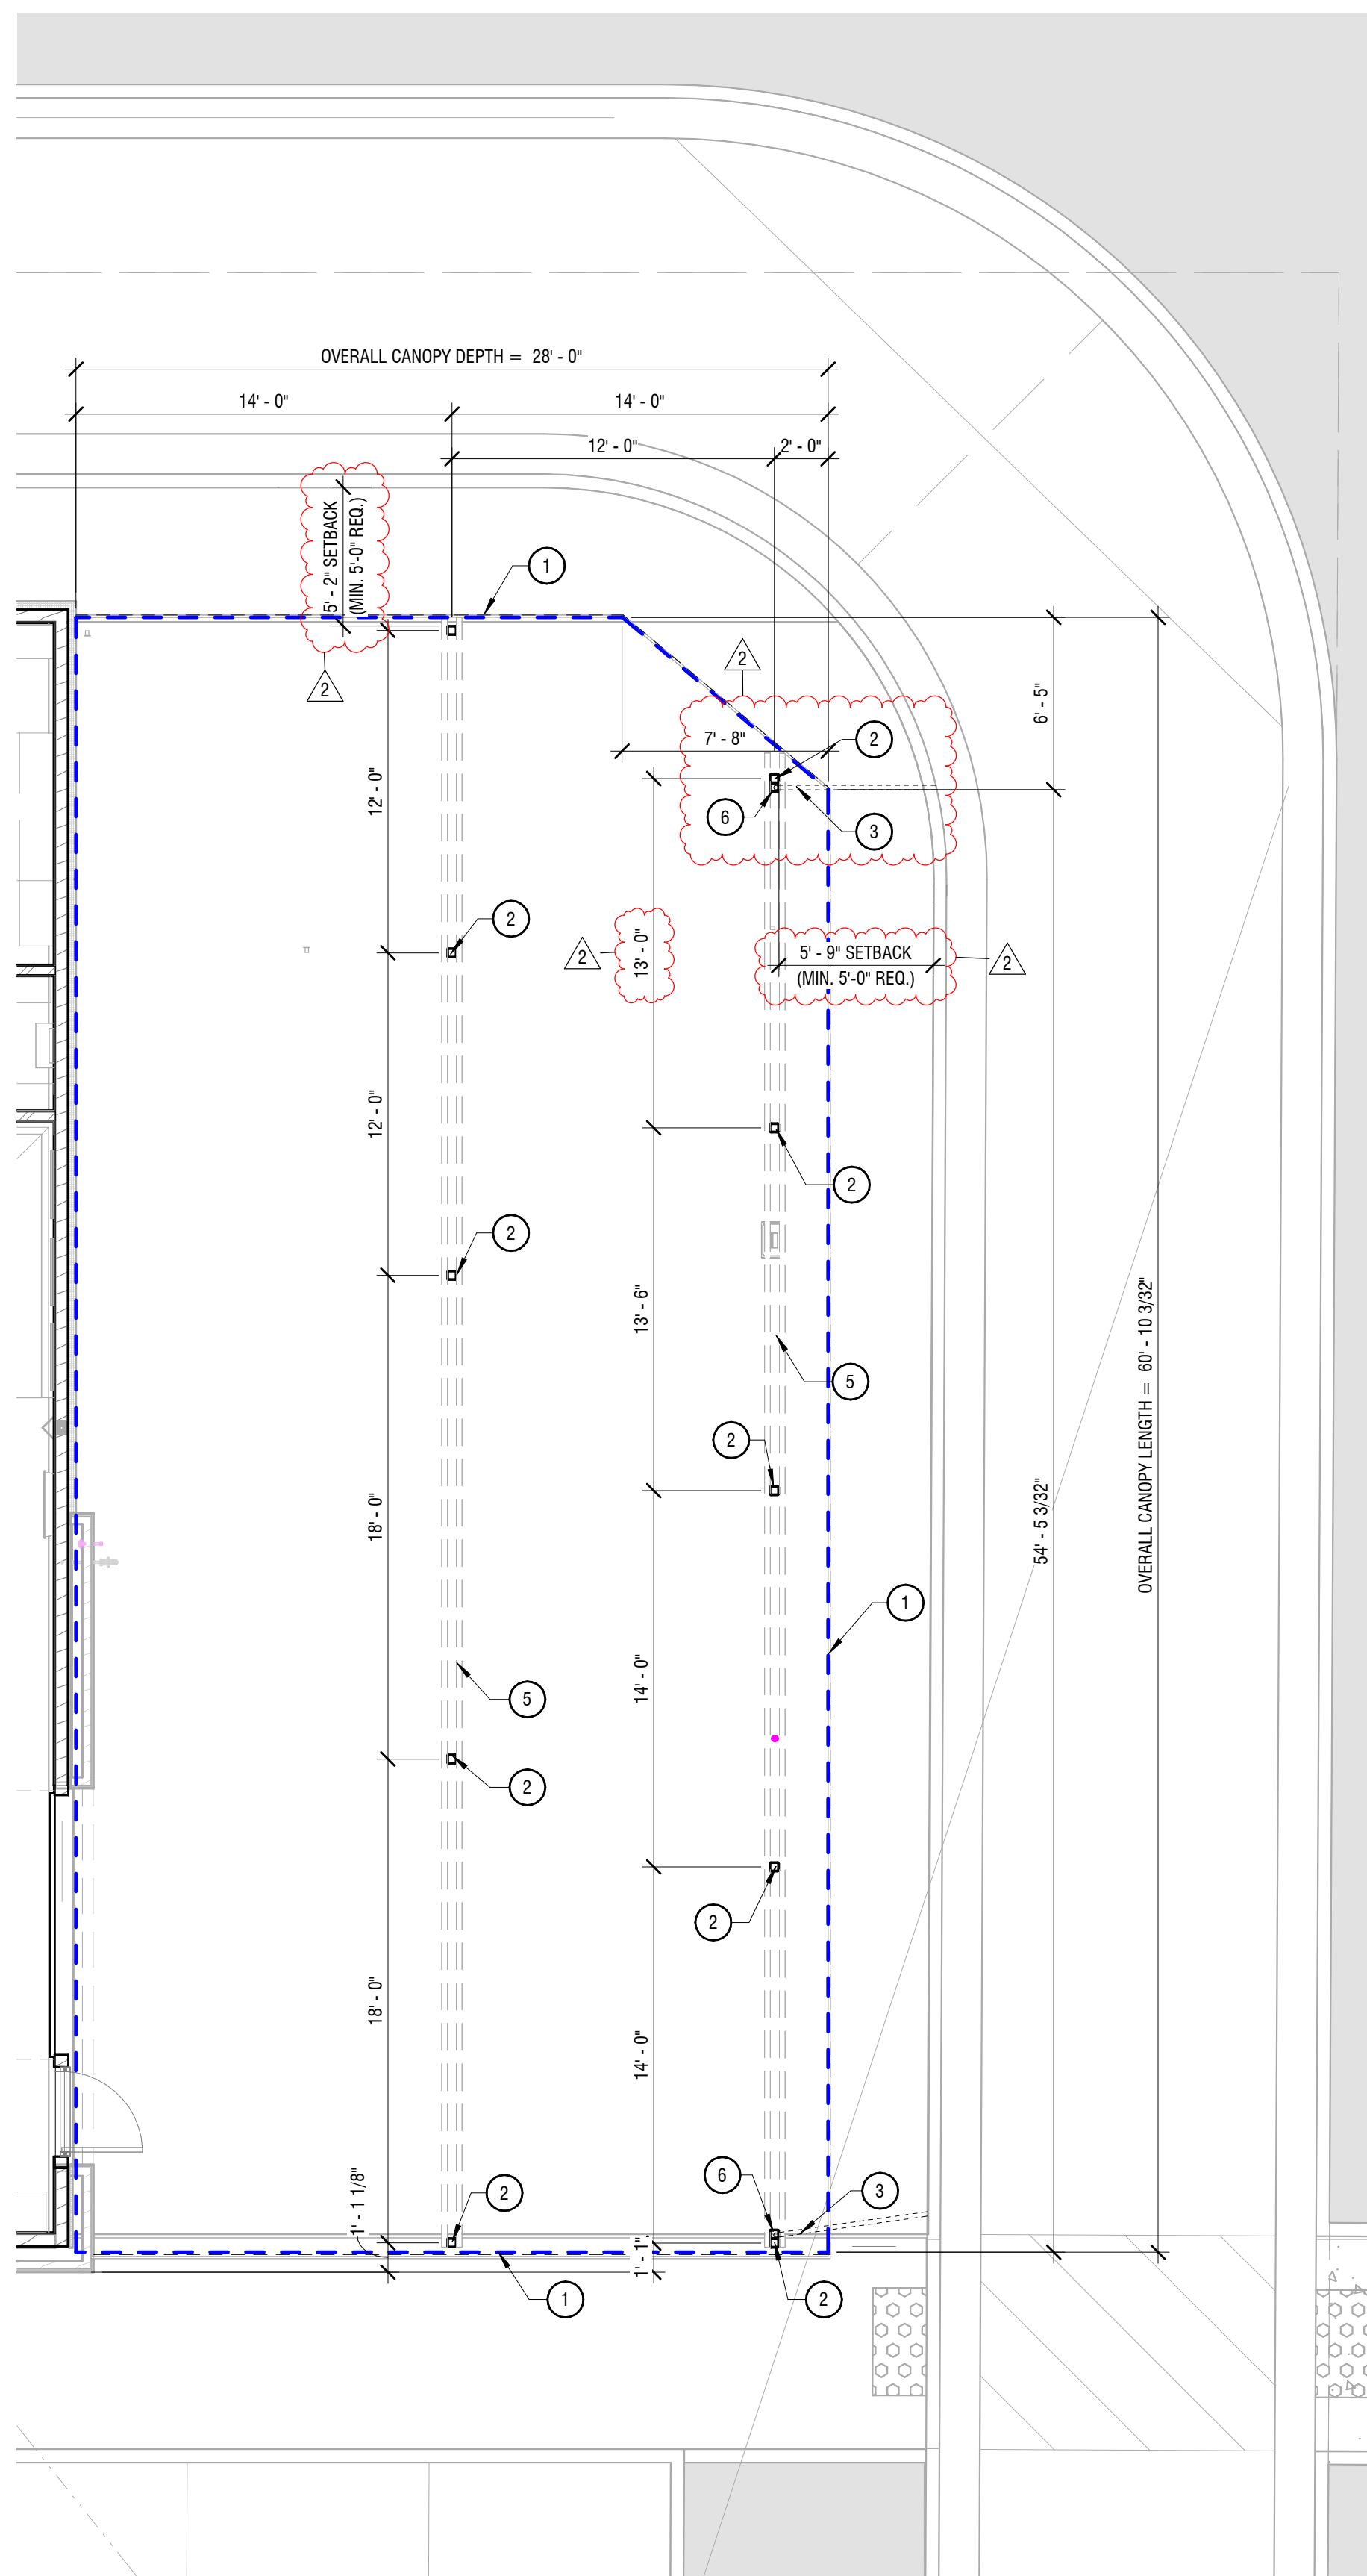 OVERALL CANOPY DEPTH = 28' - 0"
14' - 0"
14' - 0"
12' - 0"
2' - 0"
5' - 2" SETBACK
(MIN. 5'-0" REQ.)
1
2
2
6' - 5"
7' - 8"
2
12' - 0"
6
3
2
13' - 0"
2
5' - 9" SETBACK
(MIN. 5'-0" REQ.)
2
12' - 0"
2
2
13' - 6"
5
2
OVERALL CANOPY LENGTH = 60' - 10 3/32"
18' - 0"
54' - 5 3/32"
1
14' - 0"
5
2
2
18' - 0"
14' - 0"
6
3
1' - 1 1/8"
2
1' - 1"
1
2